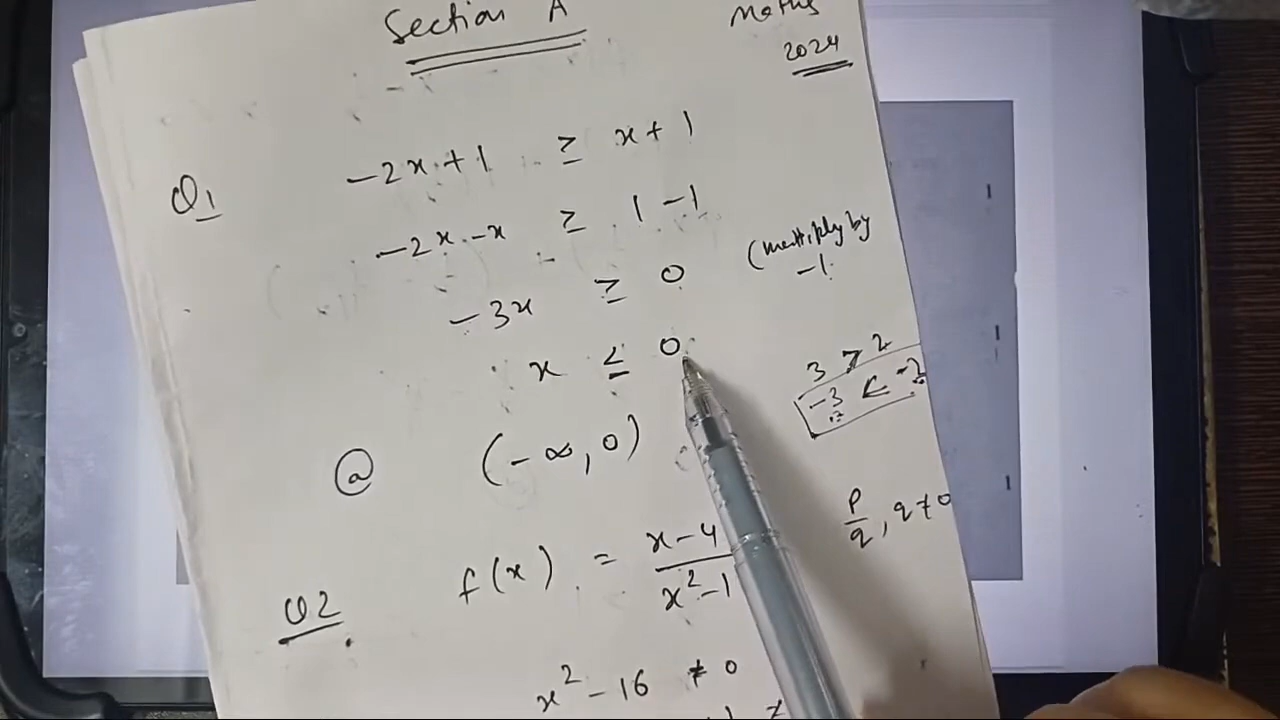 Section A
Maths
2024
Q1
-2x+1 ≥ x+1
-2x-x ≥ 1-1
-3x ≥ 0
(multiply by
-1
x ≤ 0
3 > 2
-3 < -2
@ (-∞,0)
p/q, q≠0
Q2 f(x) = x-4/x²-1
x²-16 ≠ 0